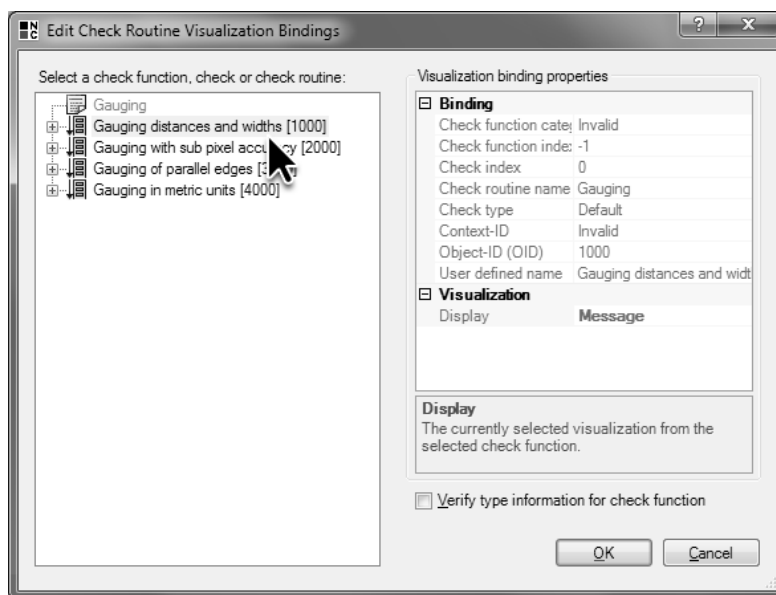 Edit Check Routine Visualization Bindings
Select a check function, check or check routine:
Gauging
Gauging distances and widths [1000]
Gauging with sub pixel accuracy [2000]
Gauging of parallel edges
Gauging in metric units [4000]
Visualization binding properties
Binding
Check function cate Invalid
Check function inde -1
Check index 0
Check routine name Gauging
Check type Default
Context-ID Invalid
Object-ID (OID) 1000
User defined name Gauging distances and widt
Visualization
Display Message
Display
The currently selected visualization from the
selected check function.
Verify type information for check function
OK Cancel